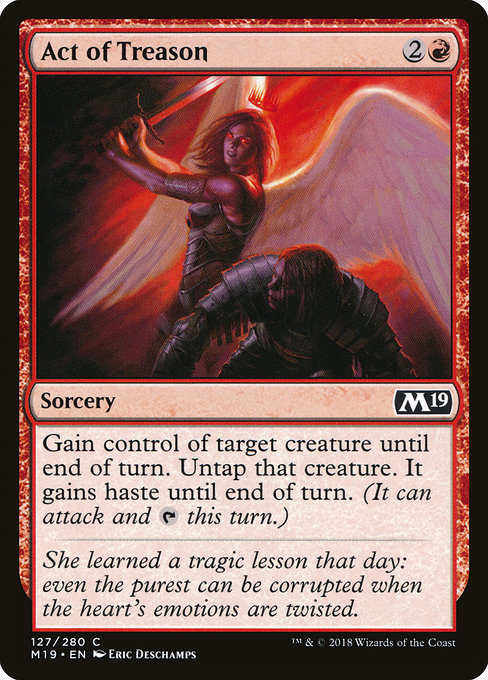 Act of Treason 2
Sorcery M19
Gain control of target creature until
end of turn. Untap that creature. It
gains haste until end of turn. (It can
attack and this turn.)
She learned a tragic lesson that day:
even the purest can be corrupted when
the heart's emotions are twisted.
127/280 C
M19 • EN Eric Deschamps
™ & © 2018 Wizards of the Coast